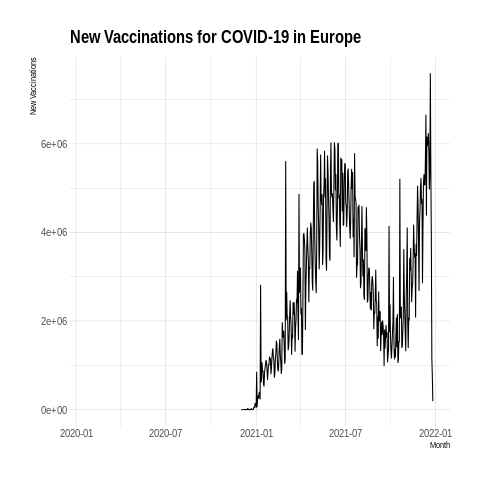 New Vaccinations for COVID-19 in Europe
New Vaccinations
6e+06
4e+06
2e+06
0e+00
2020-01 2020-07 2021-01 2021-07 2022-01
Month